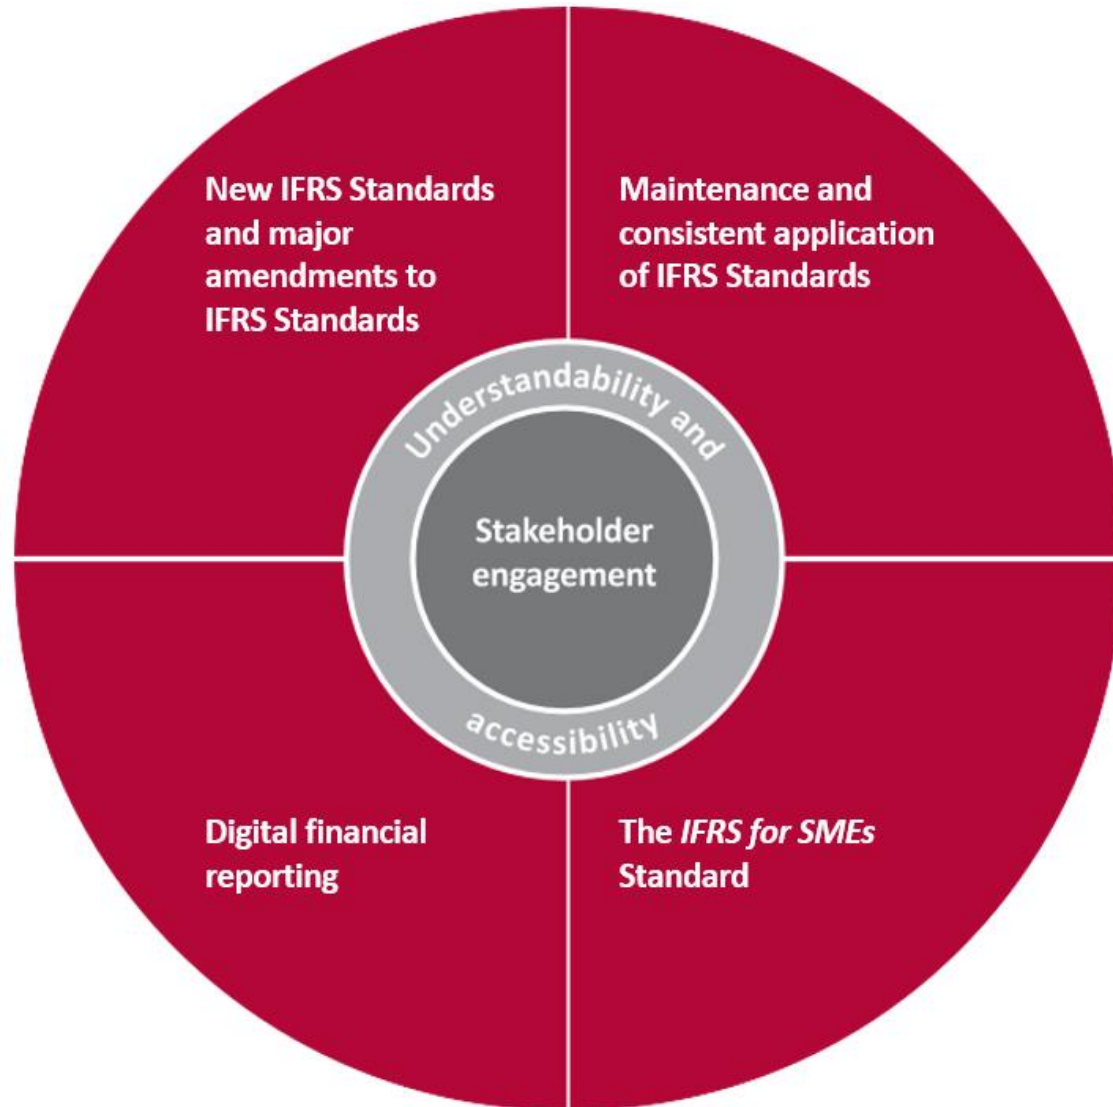 New IFRS Standards
and major
amendments to
IFRS Standards
Maintenance and
consistent application
of IFRS Standards
Understandability and
accessibility
Stakeholder
engagement
Digital financial
reporting
The IFRS for SMEs
Standard